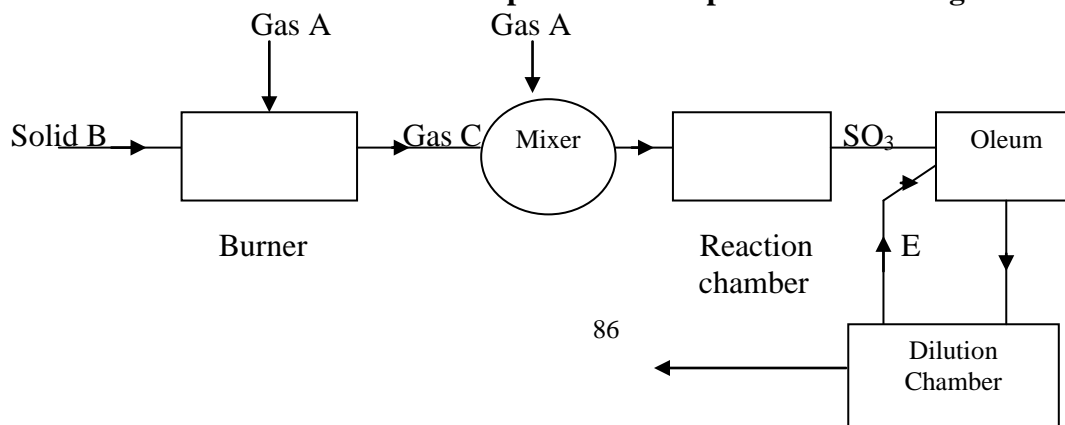 Gas A
Gas A
Solid B
Gas C
Mixer
SO₃
Oleum
Burner
Reaction
chamber
E
86
Dilution
Chamber